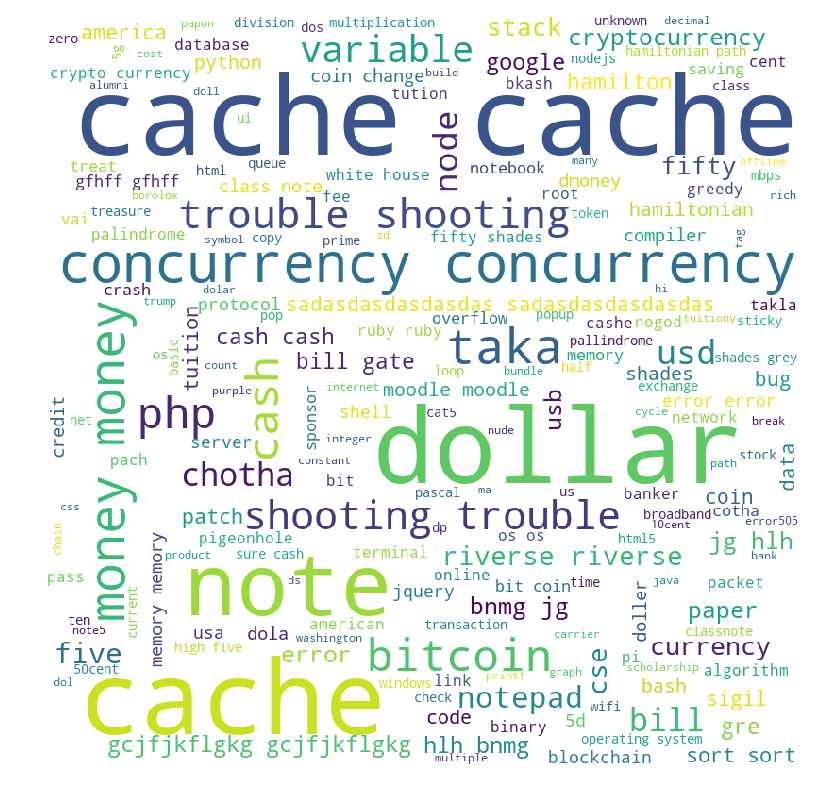 papon division dos multiplication unknown decimal
zero america 5g cost database variable stack cryptocurrency
crypto currency python coin change build google nodejs hamiltonian path cent
alumni doll tution bkash hamilton saving class
cache cache
ui node
treat html queue white house notebook many fifty offline
gfhff gfhff class note fee root dmoney greedy mbps rich
borolox
vai treasure trouble shooting token hamiltonian
palindrome symbol copy prime sd fifty shades compiler tag
concurrency concurrency
crash dolar hi takla
trump protocol sadasdasdasdasdas sadasdasdasdasdas
money tuition pop ruby ruby overflow popup cashe nogod tuitiony sticky
os basic count cash cash bill gate taka pallindrome memory usd shades grey
loop bundle half shades bug
purple internet moodle moodle exchange
credit net php cash sponsor shell cat5 usb error error
server integer dollar nude cycle network break
pach chotha constant bit path stock data
css patch shooting trouble pascal ma us banker coin
dp broadband 10cent cotha error505
chain money memory memory pigeonhole sure cash terminal os os riverse riverse html5 jg hlh
pass product note ds online bit coin time java bank
current jquery bnmg jg packet
ten note5 american transaction carrier doller paper classnote
usa dola washington
five high five error bitcoin printf graph cse pi currency
50cent scholarship algorithm
dol cache windows link check notepad wifi bash sigil
code binary 5d bill gre
gcjfjkflgkg gcjfjkflgkg hlh bnmg operating system
multiple blockchain sort sort